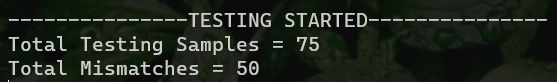 ---------------TESTING STARTED---------------
Total Testing Samples = 75
Total Mismatches = 50